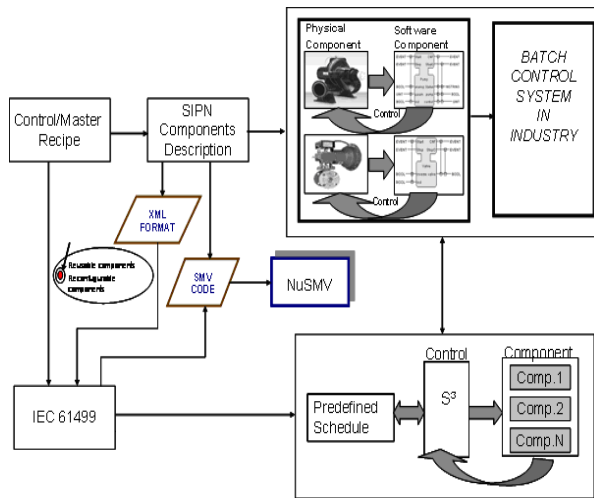 Physical
Component
Software
Component
Control
Control
BATCH
CONTROL
SYSTEM
IN
INDUSTRY
Control/Master
Recipe
SIPN
Components
Description
XML
FORMAT
Reusable components
Reconfigurable
components
SMV
CODE
NuSMV
IEC 61499
Predefined
Schedule
Control
S³
Component
Comp.1
Comp.2
Comp.N